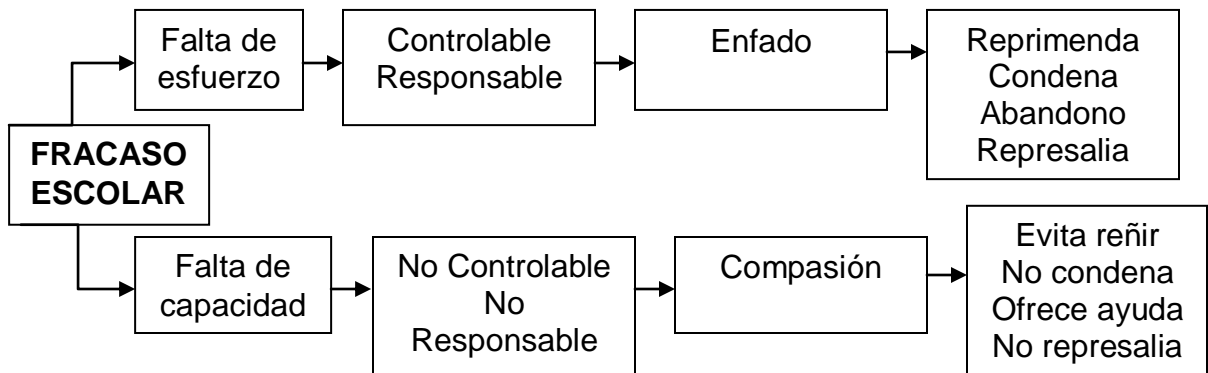 Falta de
esfuerzo
Controlable
Responsable
Enfado
Reprimenda
Condena
Abandono
Represalia
FRACASO
ESCOLAR
Falta de
capacidad
No Controlable
No
Responsable
Compasión
Evita reñir
No condena
Ofrece ayuda
No represalia